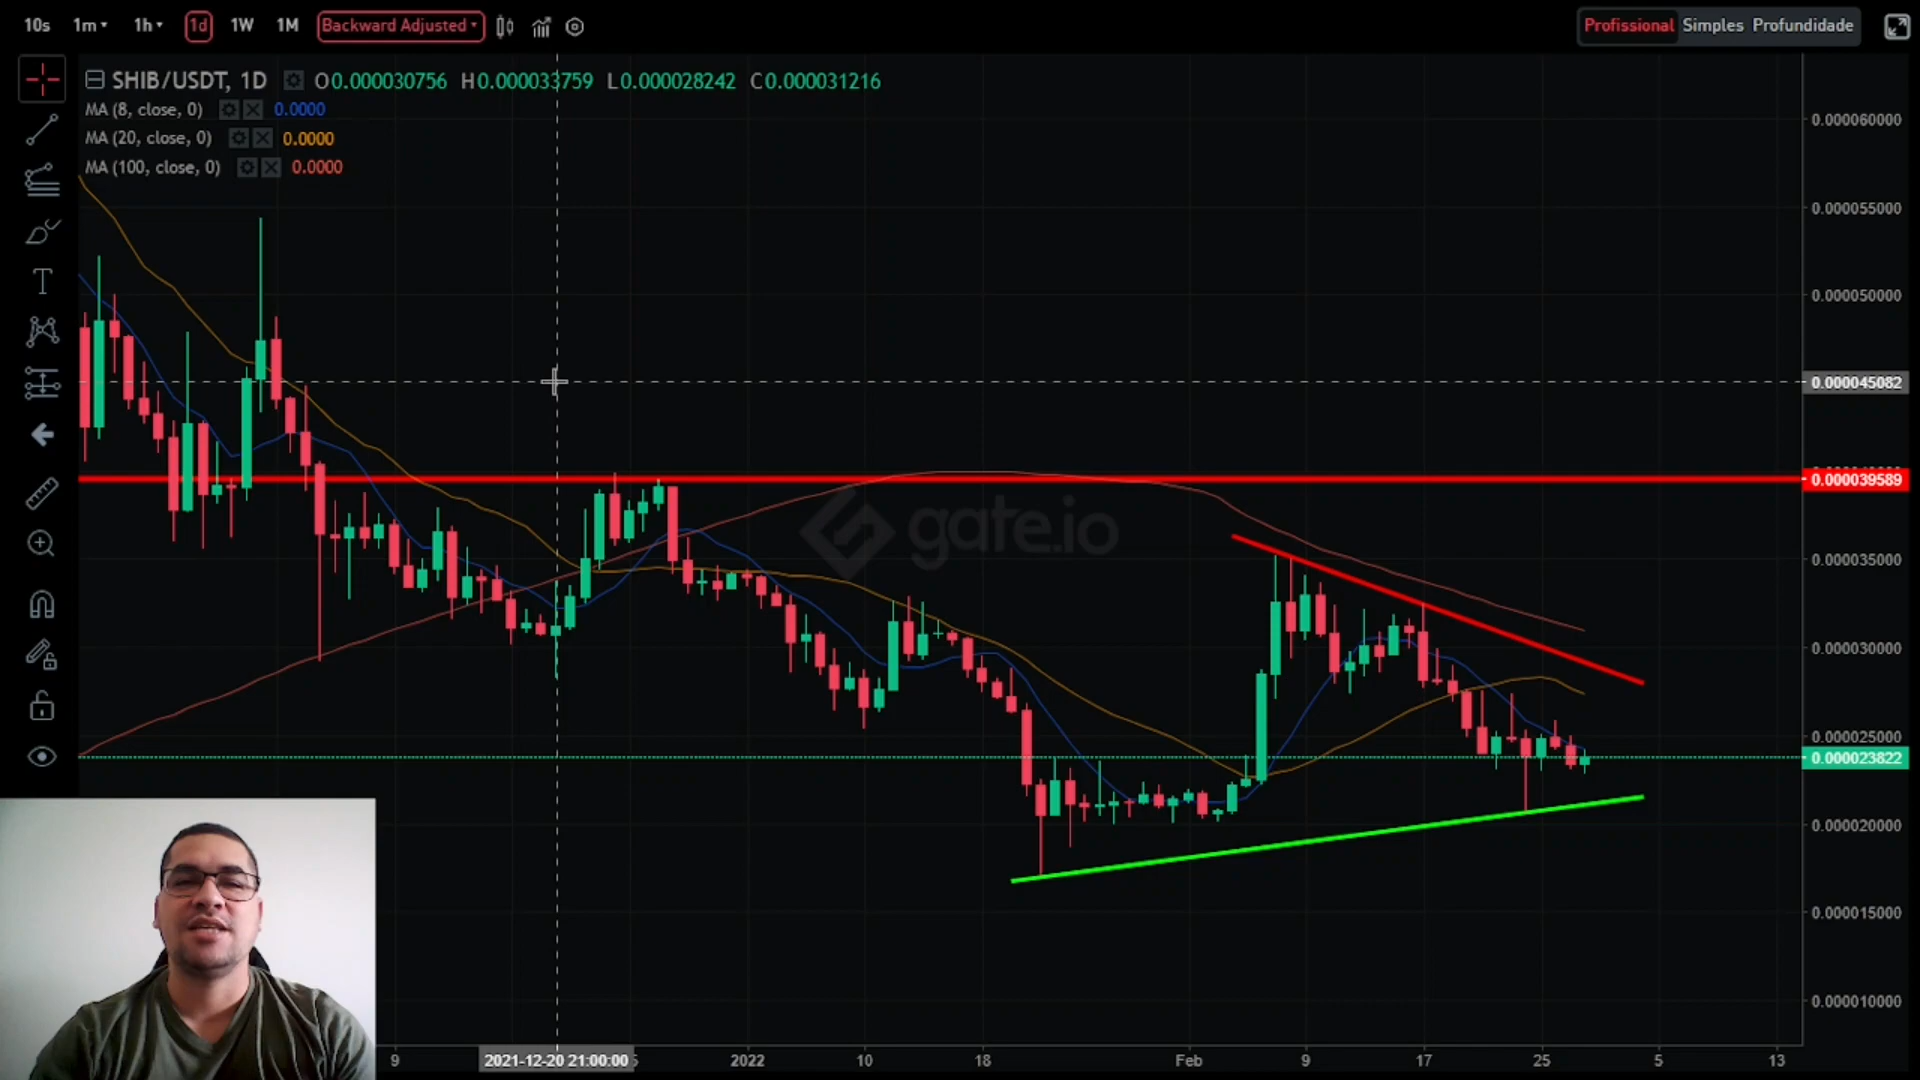 10s 1m 1h 1d 1W 1M Backward Adjusted Profissional Simples Profundidade
SHIB/USDT, 1D O0.000030756 H0.000033759 L0.000028242 C0.000031216
MA (8, close, 0) 0.0000
MA (20, close, 0) 0.0000
MA (100, close, 0) 0.0000
T
0.000060000
0.000055000
0.000050000
0.000045082
0.000039589
gate.io
0.000035000
0.000030000
0.000025000
0.000023822
0.000020000
0.000015000
0.000010000
9 2021-12-20 21:00:00 2022 10 18 Feb 9 17 25 5 13